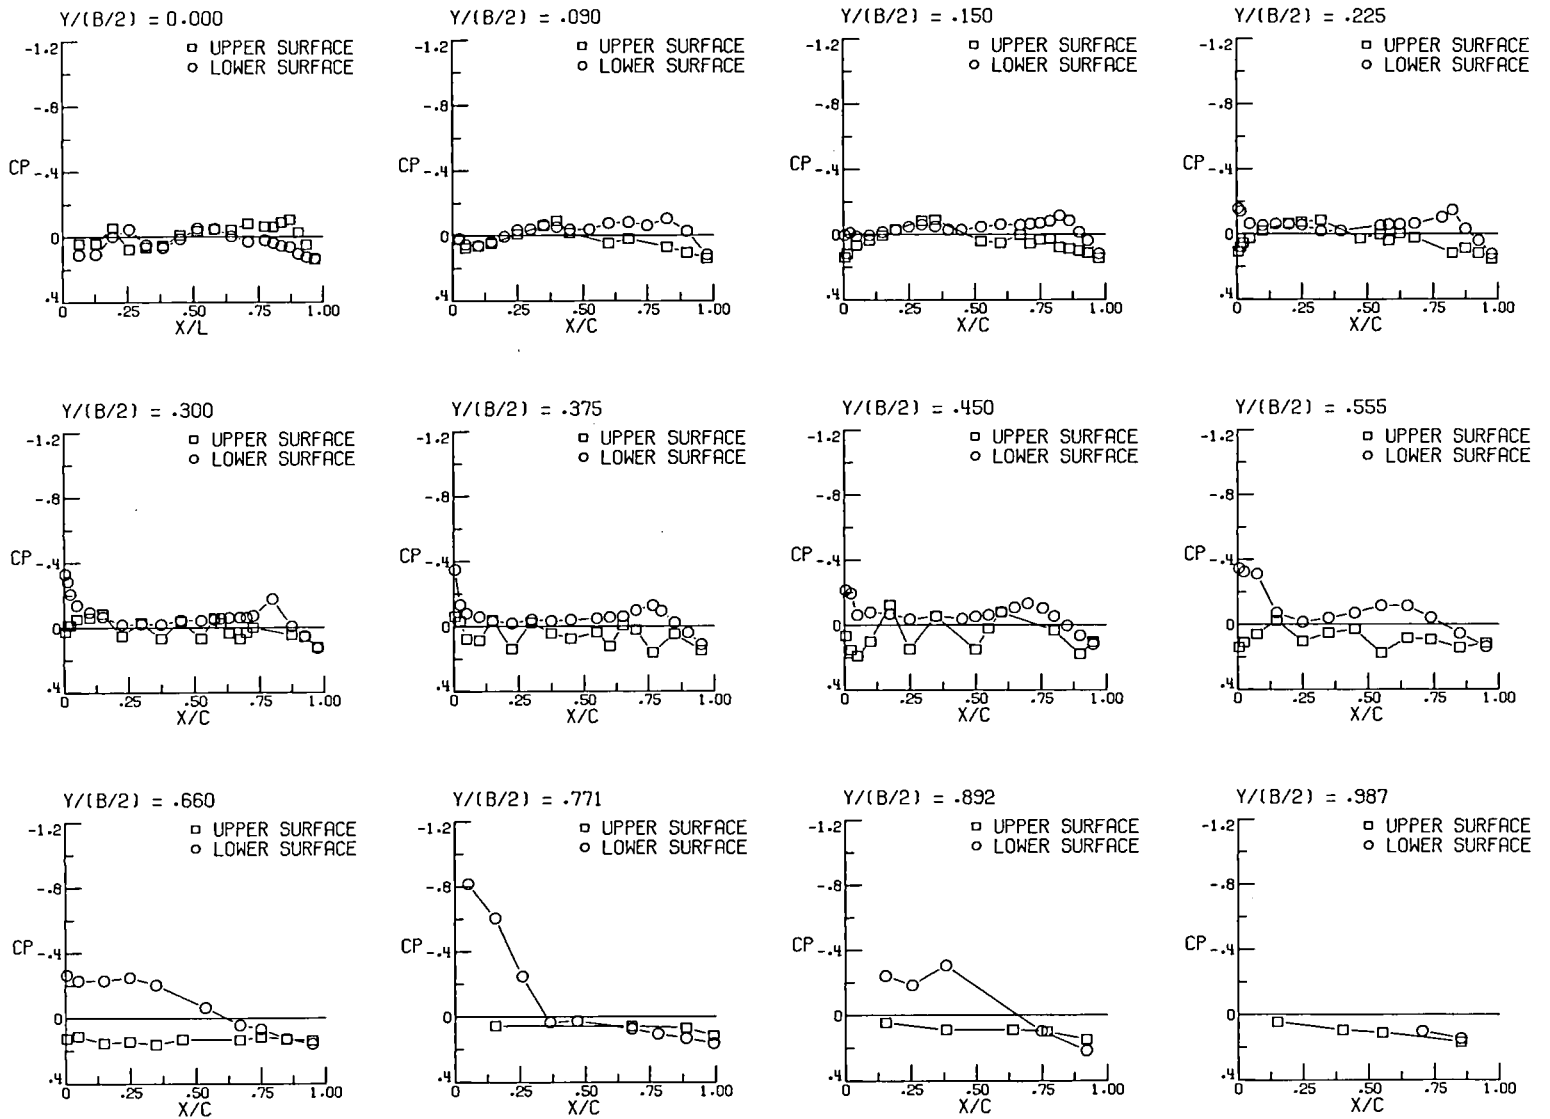 Y/(B/2) = 0.000
-1.2
□ UPPER SURFACE
○ LOWER SURFACE
-.8
CP -.4
0
.4
0 .25 .50 .75 1.00
X/L
Y/(B/2) = .090
-1.2
□ UPPER SURFACE
○ LOWER SURFACE
-.8
CP -.4
0
.4
0 .25 .50 .75 1.00
X/C
Y/(B/2) = .150
-1.2
□ UPPER SURFACE
○ LOWER SURFACE
-.8
CP -.4
0
.4
0 .25 .50 .75 1.00
X/C
Y/(B/2) = .225
-1.2
□ UPPER SURFACE
○ LOWER SURFACE
-.8
CP -.4
0
.4
0 .25 .50 .75 1.00
X/C
Y/(B/2) = .300
-1.2
□ UPPER SURFACE
○ LOWER SURFACE
-.8
CP -.4
0
.4
0 .25 .50 .75 1.00
X/C
Y/(B/2) = .375
-1.2
□ UPPER SURFACE
○ LOWER SURFACE
-.8
CP -.4
0
.4
0 .25 .50 .75 1.00
X/C
Y/(B/2) = .450
-1.2
□ UPPER SURFACE
○ LOWER SURFACE
-.8
CP -.4
0
.4
0 .25 .50 .75 1.00
X/C
Y/(B/2) = .555
-1.2
□ UPPER SURFACE
○ LOWER SURFACE
-.8
CP -.4
0
.4
0 .25 .50 .75 1.00
X/C
Y/(B/2) = .660
-1.2
□ UPPER SURFACE
○ LOWER SURFACE
-.8
CP -.4
0
.4
0 .25 .50 .75 1.00
X/C
Y/(B/2) = .771
-1.2
□ UPPER SURFACE
○ LOWER SURFACE
-.8
CP -.4
0
.4
0 .25 .50 .75 1.00
X/C
Y/(B/2) = .892
-1.2
□ UPPER SURFACE
○ LOWER SURFACE
-.8
CP -.4
0
.4
0 .25 .50 .75 1.00
X/C
Y/(B/2) = .987
-1.2
□ UPPER SURFACE
○ LOWER SURFACE
-.8
CP -.4
0
.4
0 .25 .50 .75 1.00
X/C